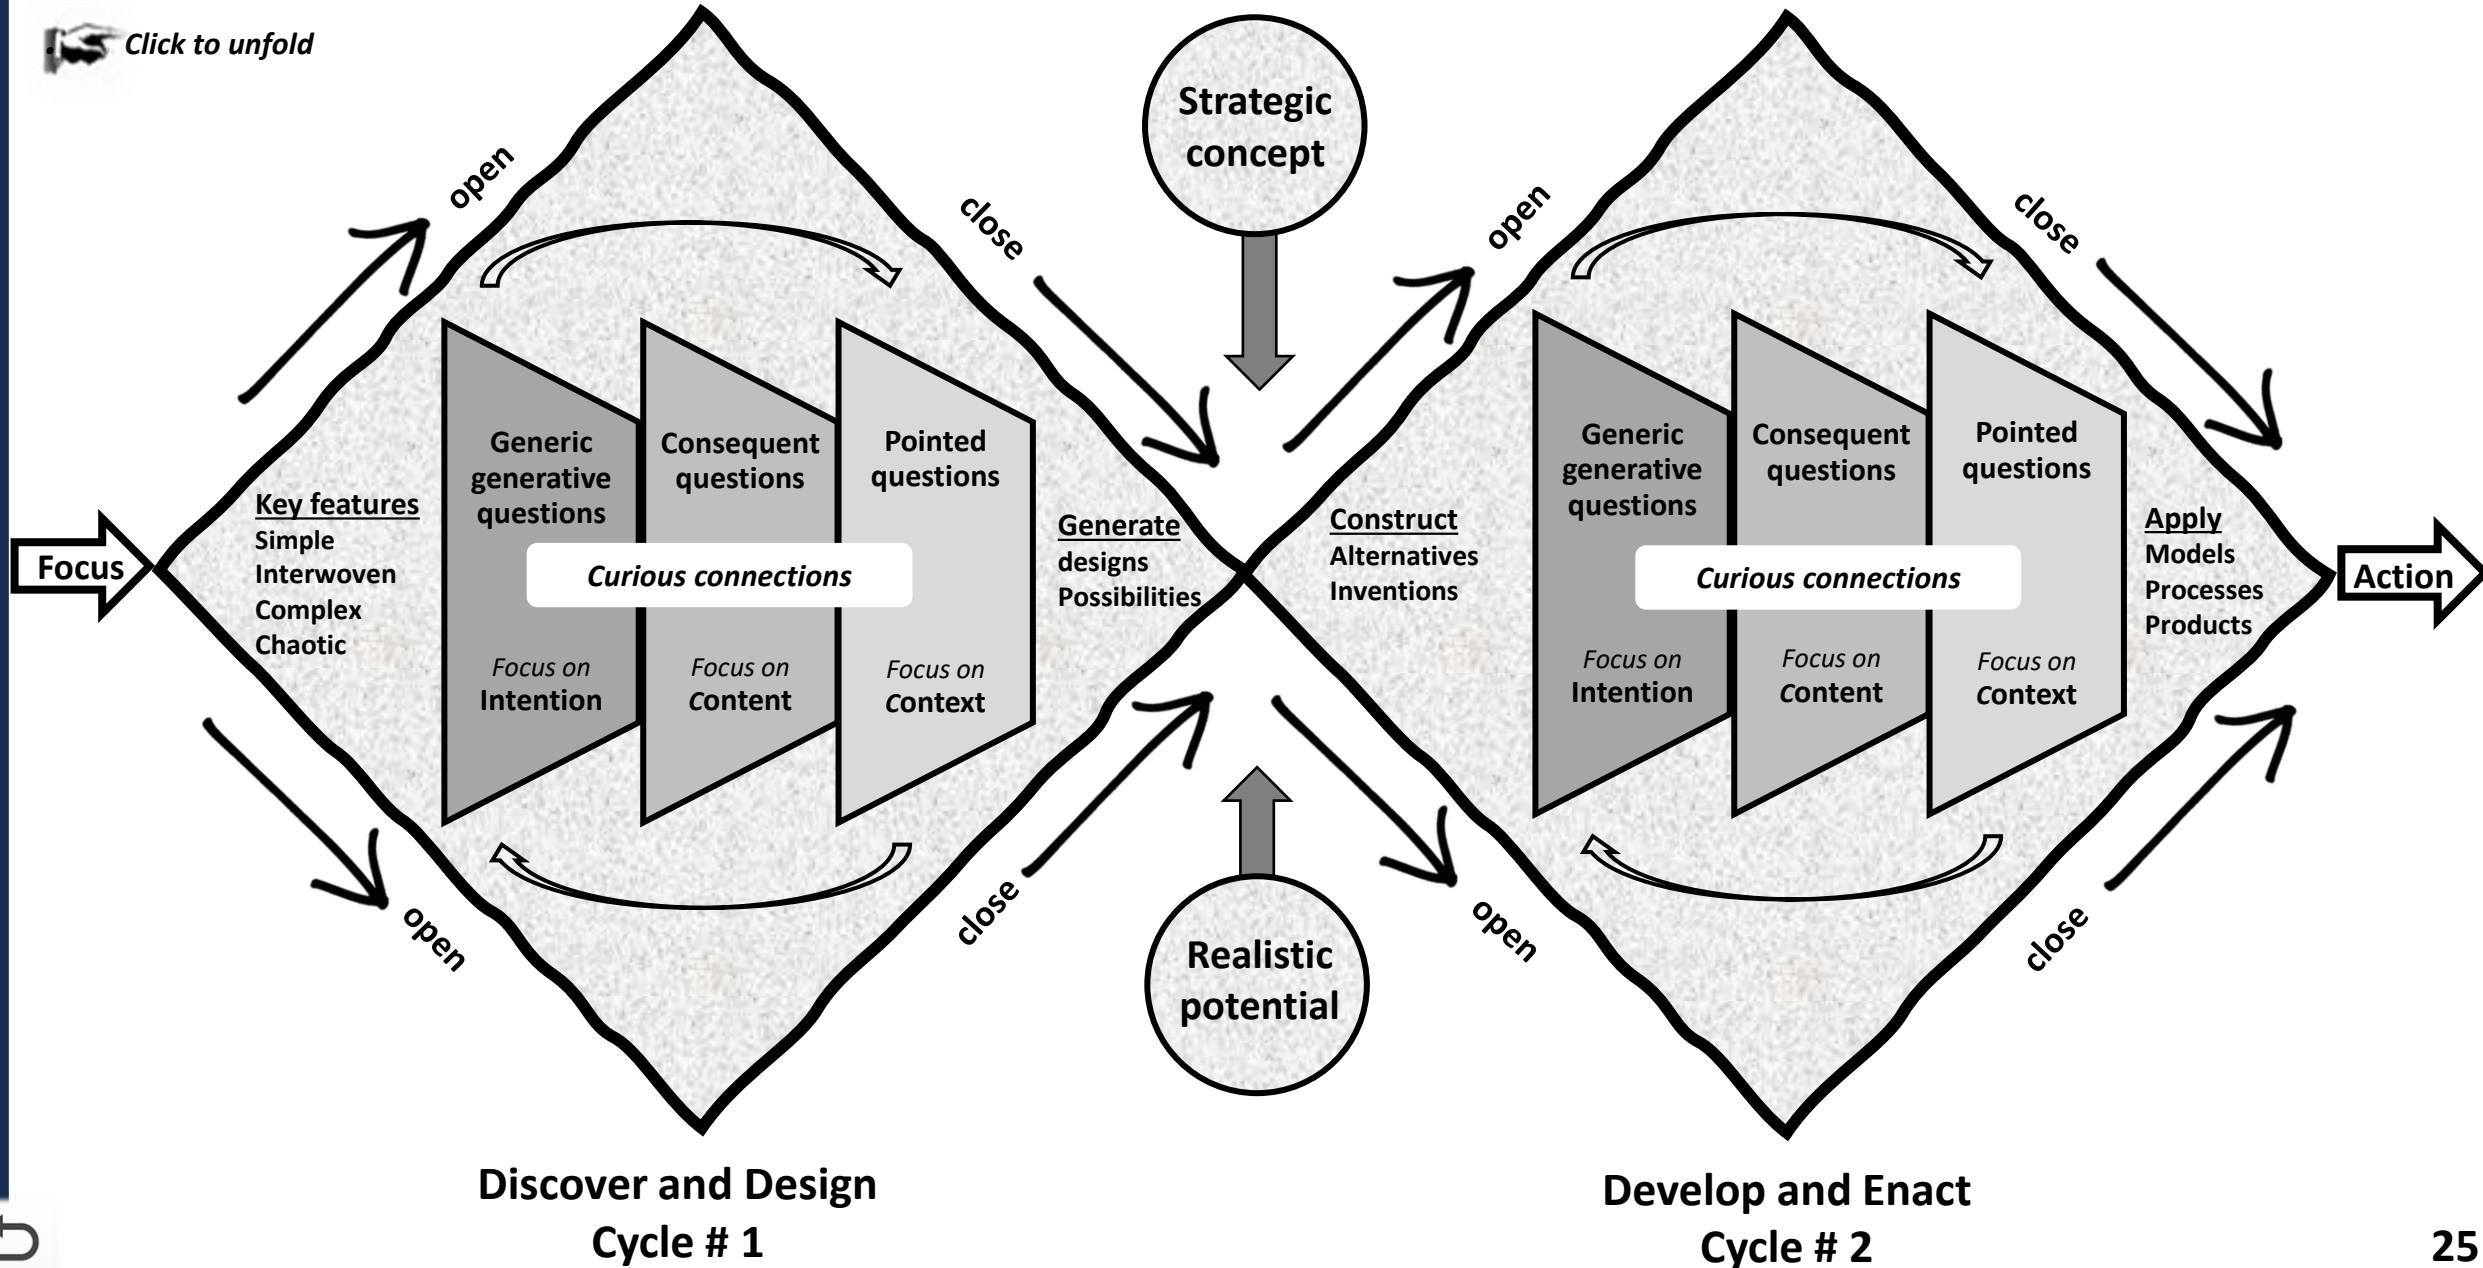 Click to unfold
open
close
Strategic
concept
open
close
Focus
Key features
Simple
Interwoven
Complex
Chaotic
Generic
generative
questions
Consequent
questions
Pointed
questions
Curious connections
Focus on
Intention
Focus on
Content
Focus on
Context
Generate
designs
Possibilities
Construct
Alternatives
Inventions
Generic
generative
questions
Consequent
questions
Pointed
questions
Curious connections
Focus on
Intention
Focus on
Content
Focus on
Context
Apply
Models
Processes
Products
Action
open
close
Realistic
potential
open
close
Discover and Design
Cycle # 1
Develop and Enact
Cycle # 2
25